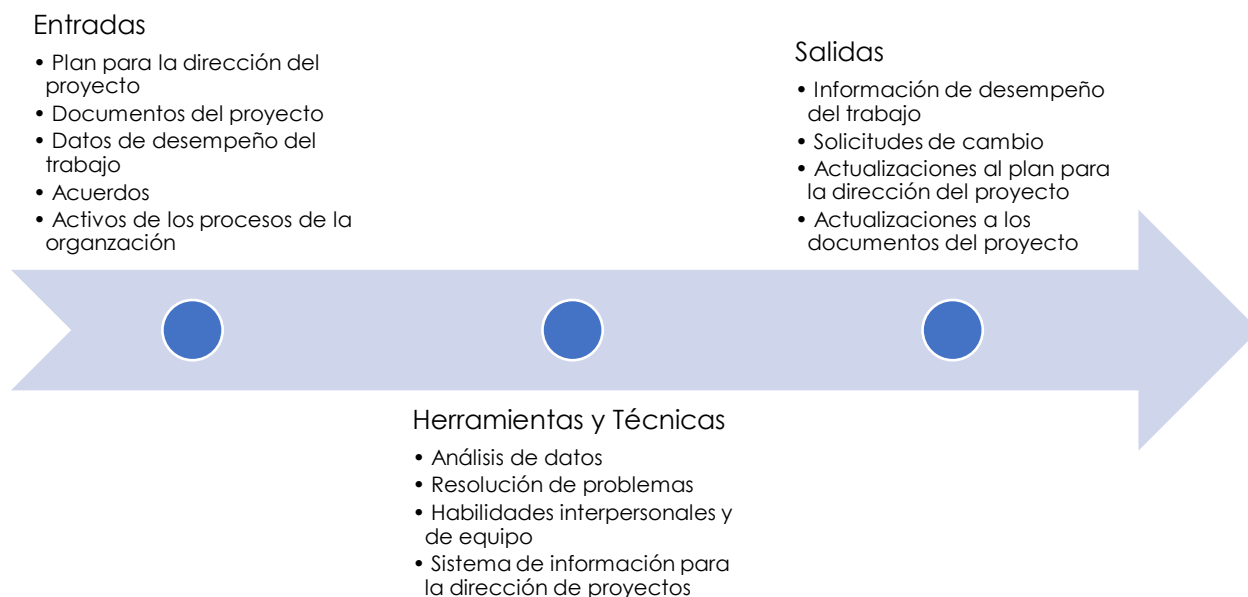 Entradas
• Plan para la dirección del
proyecto
• Documentos del proyecto
• Datos de desempeño del
trabajo
• Acuerdos
• Activos de los procesos de la
organzación
Herramientas y Técnicas
• Análisis de datos
• Resolución de problemas
• Habilidades interpersonales y
de equipo
• Sistema de información para
la dirección de proyectos
Salidas
• Información de desempeño
del trabajo
• Solicitudes de cambio
• Actualizaciones al plan para
la dirección del proyecto
• Actualizaciones a los
documentos del proyecto